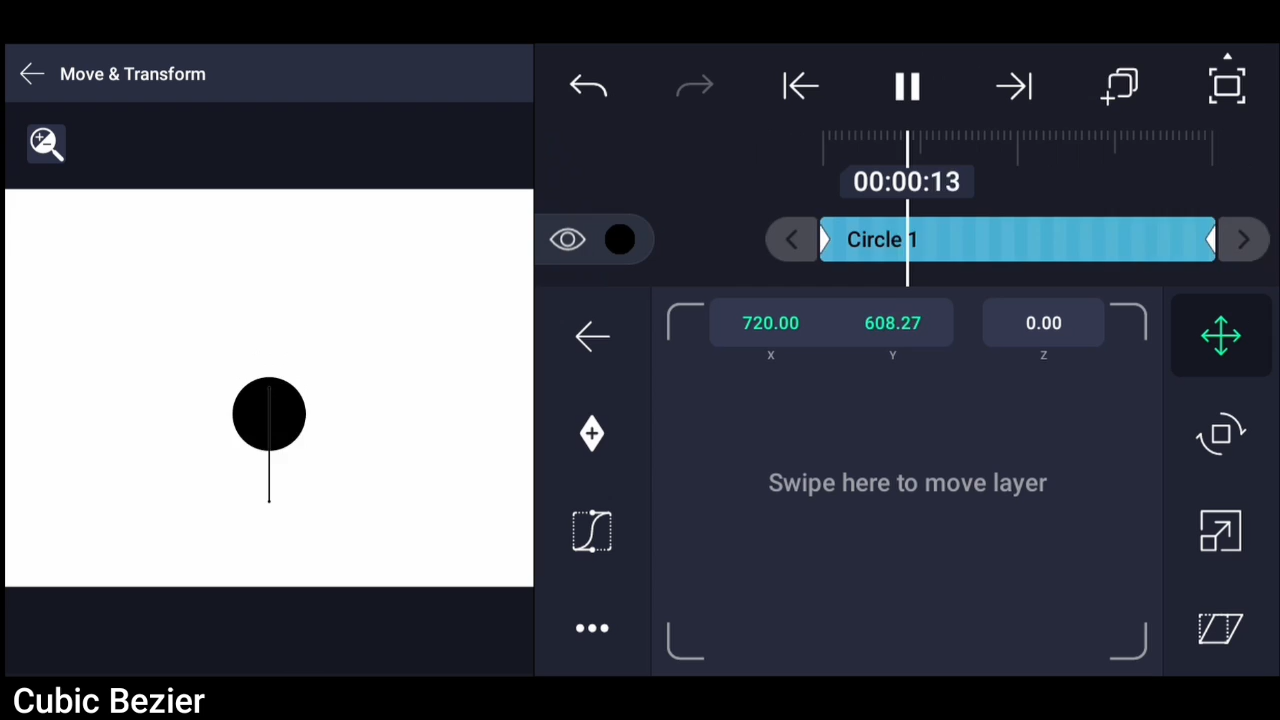 Move & Transform
00:00:13
Circle 1
720.00 608.27 0.00
X Y Z
Swipe here to move layer
Cubic Bezier